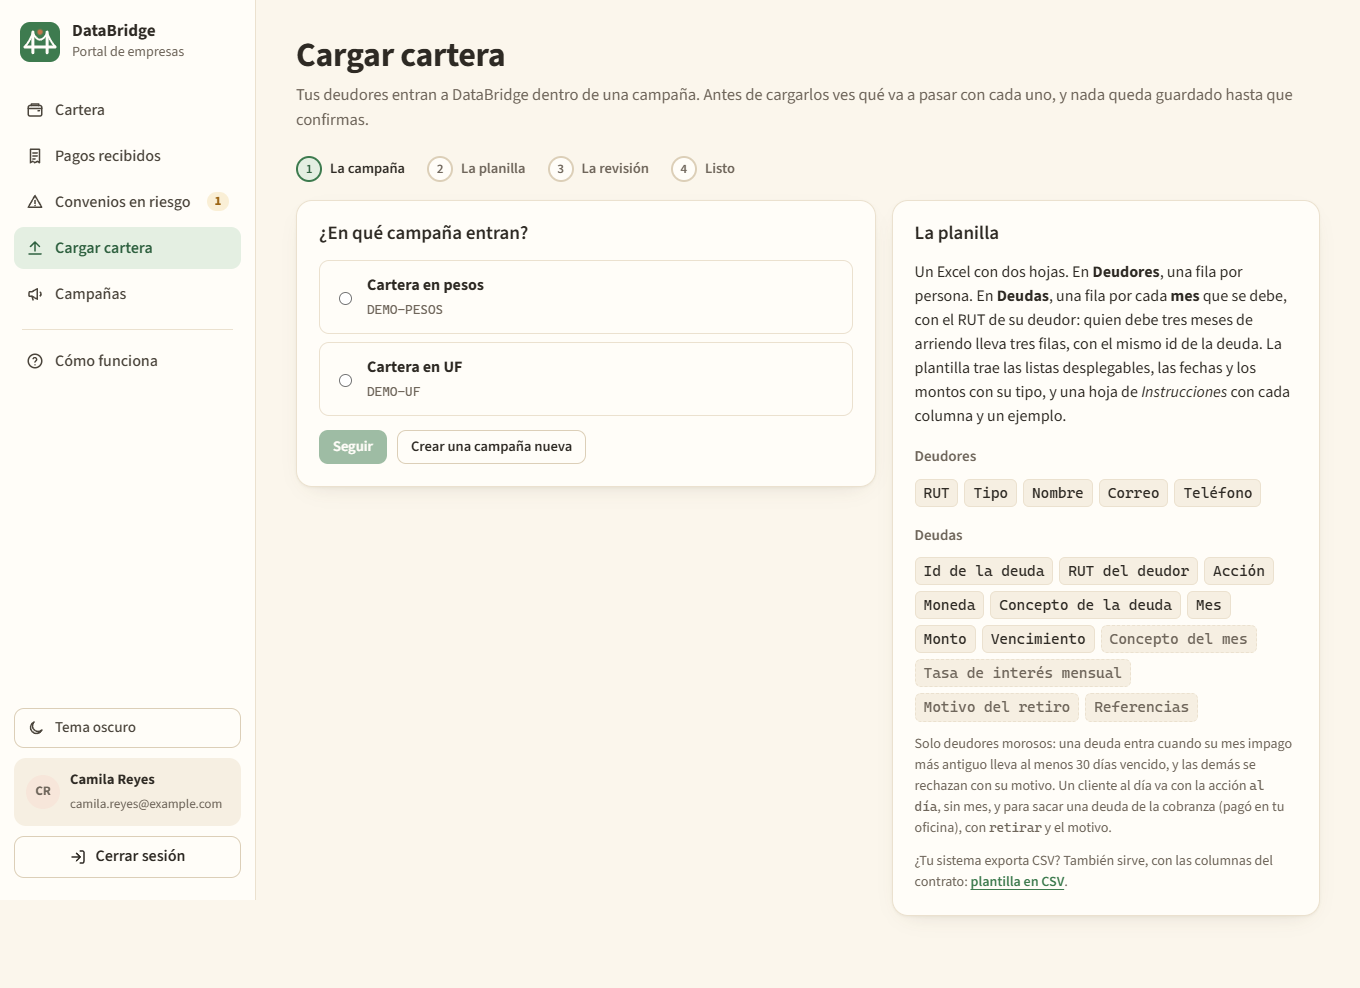 DataBridge
Portal de empresas
Cartera
Pagos recibidos
Convenios en riesgo 1
Cargar cartera
Campañas
Cómo funciona
Tema oscuro
CR
Camila Reyes
camila.reyes@example.com
Cerrar sesión
Cargar cartera
Tus deudores entran a DataBridge dentro de una campaña. Antes de cargarlos ves qué va a pasar con cada uno, y nada queda guardado hasta que
confirmas.
1 La campaña 2 La planilla 3 La revisión 4 Listo
¿En qué campaña entran?
Cartera en pesos
DEMO-PESOS
Cartera en UF
DEMO-UF
Seguir Crear una campaña nueva
La planilla
Un Excel con dos hojas. En Deudores, una fila por
persona. En Deudas, una fila por cada mes que se debe,
con el RUT de su deudor: quien debe tres meses de
arriendo lleva tres filas, con el mismo id de la deuda. La
plantilla trae las listas desplegables, las fechas y los
montos con su tipo, y una hoja de Instrucciones con cada
columna y un ejemplo.
Deudores
RUT Tipo Nombre Correo Teléfono
Deudas
Id de la deuda RUT del deudor Acción
Moneda Concepto de la deuda Mes
Monto Vencimiento Concepto del mes
Tasa de interés mensual
Motivo del retiro Referencias
Solo deudores morosos: una deuda entra cuando su mes impago
más antiguo lleva al menos 30 días vencido, y las demás se
rechazan con su motivo. Un cliente al día va con la acción al
día, sin mes, y para sacar una deuda de la cobranza (pagó en tu
oficina), con retirar y el motivo.
¿Tu sistema exporta CSV? También sirve, con las columnas del
contrato: plantilla en CSV.